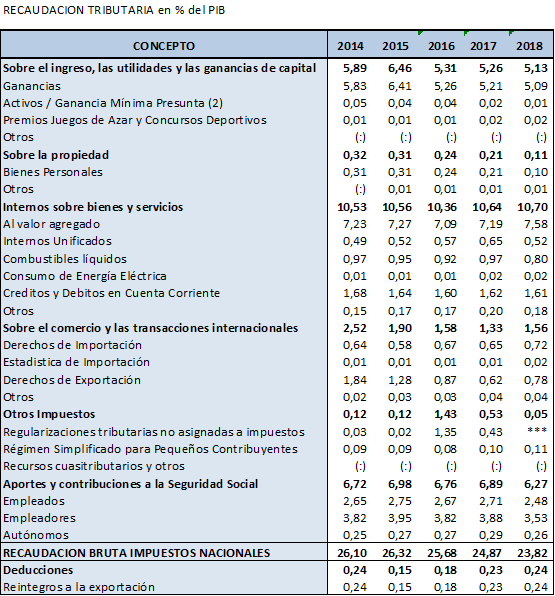 RECAUDACION TRIBUTARIA en % del PIB
CONCEPTO 2014 2015 2016 2017 2018
Sobre el ingreso, las utilidades y las ganancias de capital 5,89 6,46 5,31 5,26 5,13
Ganancias 5,83 6,41 5,26 5,21 5,09
Activos / Ganancia Mínima Presunta (2) 0,05 0,04 0,04 0,02 0,01
Premios Juegos de Azar y Concursos Deportivos 0,01 0,01 0,01 0,02 0,02
Otros (:) (:) (:) (:) (:)
Sobre la propiedad 0,32 0,31 0,24 0,21 0,11
Bienes Personales 0,31 0,31 0,24 0,21 0,10
Otros (:) 0,01 0,01 0,01 0,01
Internos sobre bienes y servicios 10,53 10,56 10,36 10,64 10,70
Al valor agregado 7,23 7,27 7,09 7,19 7,58
Internos Unificados 0,49 0,52 0,57 0,65 0,52
Combustibles líquidos 0,97 0,95 0,92 0,97 0,80
Consumo de Energía Eléctrica 0,01 0,01 0,01 0,02 0,02
Creditos y Debitos en Cuenta Corriente 1,68 1,64 1,60 1,62 1,61
Otros 0,15 0,17 0,17 0,20 0,18
Sobre el comercio y las transacciones internacionales 2,52 1,90 1,58 1,33 1,56
Derechos de Importación 0,64 0,58 0,67 0,65 0,72
Estadistica de Importación 0,01 0,01 0,01 0,01 0,02
Derechos de Exportación 1,84 1,28 0,87 0,62 0,78
Otros 0,02 0,03 0,03 0,04 0,04
Otros Impuestos 0,12 0,12 1,43 0,53 0,05
Regularizaciones tributarias no asignadas a impuestos 0,03 0,02 1,35 0,43 ***
Régimen Simplificado para Pequeños Contribuyentes 0,09 0,09 0,08 0,10 0,11
Recursos cuasitributarios y otros (:) (:) (:) (:) (:)
Aportes y contribuciones a la Seguridad Social 6,72 6,98 6,76 6,89 6,27
Empleados 2,65 2,75 2,67 2,71 2,48
Empleadores 3,82 3,95 3,82 3,88 3,53
Autónomos 0,25 0,27 0,27 0,29 0,26
RECAUDACION BRUTA IMPUESTOS NACIONALES 26,10 26,32 25,68 24,87 23,82
Deducciones 0,24 0,15 0,18 0,23 0,24
Reintegros a la exportación 0,24 0,15 0,18 0,23 0,24